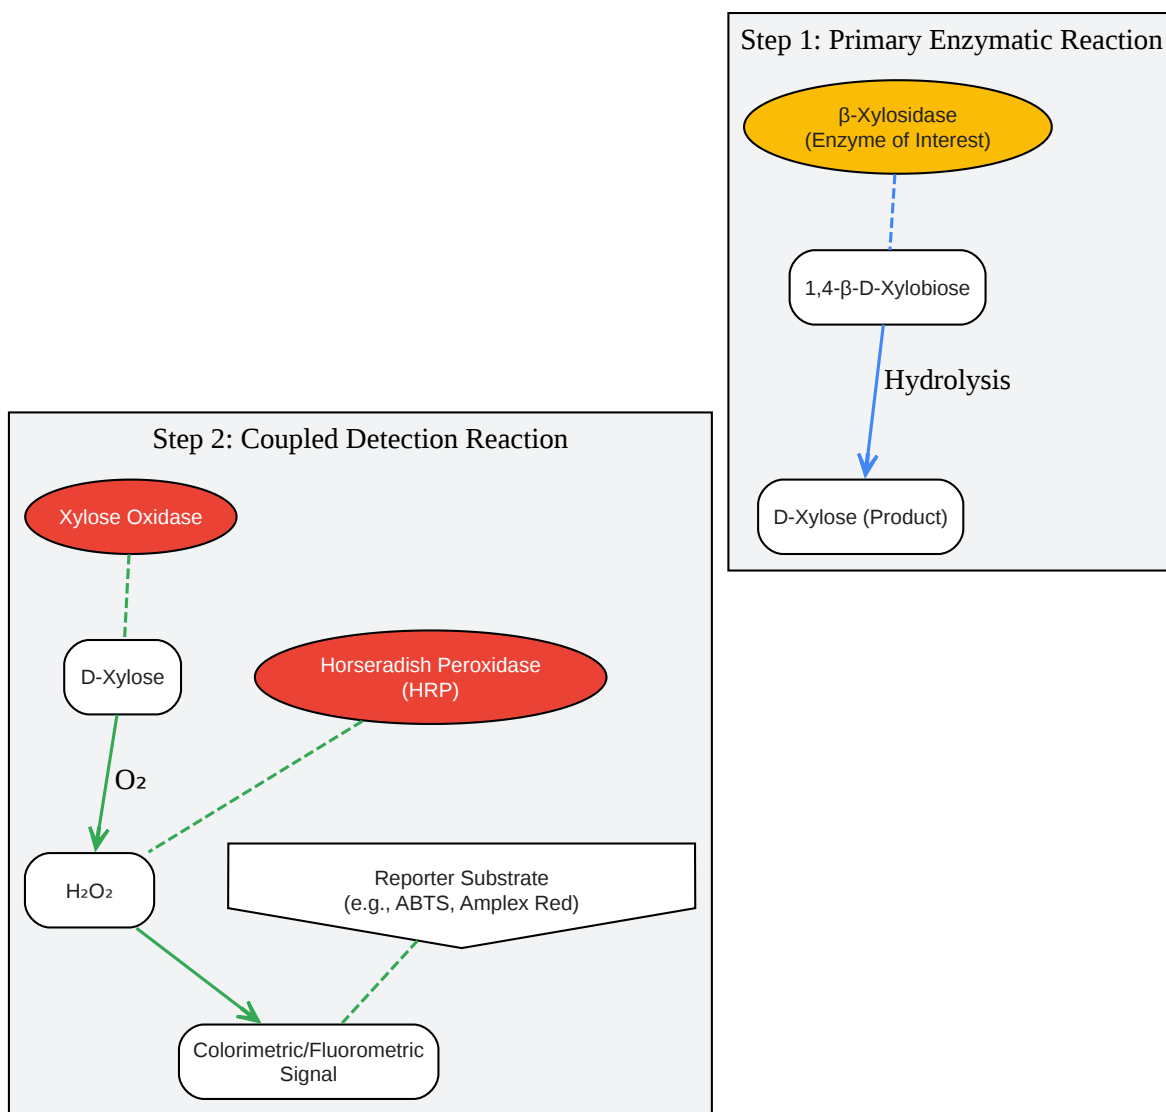 Step 1: Primary Enzymatic Reaction
β-Xylosidase
(Enzyme of Interest)
1,4-β-D-Xylobiose
Hydrolysis
D-Xylose (Product)
Step 2: Coupled Detection Reaction
Xylose Oxidase
D-Xylose
Horseradish Peroxidase
(HRP)
O₂
H₂O₂
Reporter Substrate
(e.g., ABTS, Amplex Red)
Colorimetric/Fluorometric
Signal